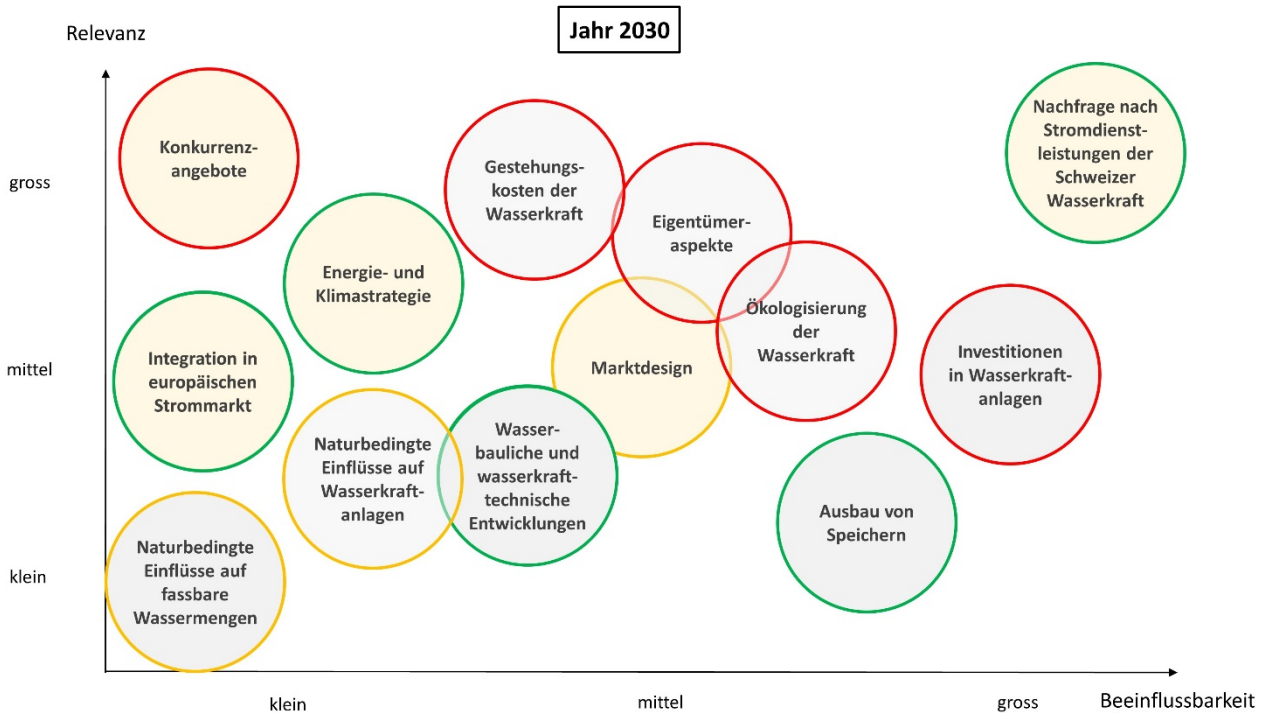 Relevanz
Jahr 2030
Konkurrenz-
angebote
Gestehungs-
kosten der
Wasserkraft
Nachfrage nach
Stromdienst-
leistungen der
Schweizer
Wasserkraft
gross
Eigentümer-
aspekte
Energie- und
Klimastrategie
Ökologisierung
der
Wasserkraft
mittel
Integration in
europäischen
Strommarkt
Marktdesign
Investitionen
in Wasserkraft-
anlagen
Naturbedingte
Einflüsse auf
Wasserkraft-
anlagen
Wasser-
bauliche und
wasserkraft-
technische
Entwicklungen
Ausbau von
Speichern
klein
Naturbedingte
Einflüsse auf
fassbare
Wassermengen
klein
mittel
gross
Beeinflussbarkeit